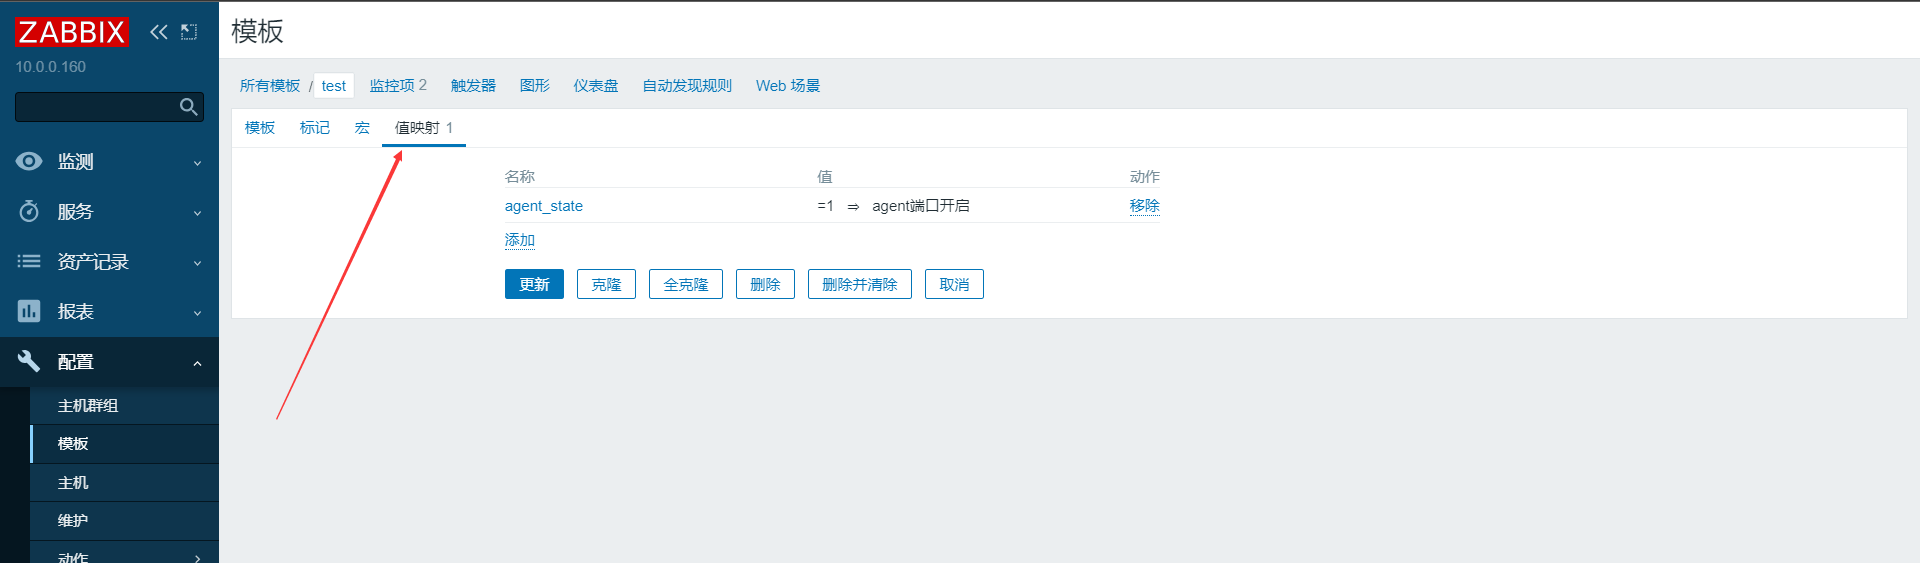 ZABBIX
10.0.0.160
监测
服务
资产记录
报表
配置
主机群组
模板
主机
维护
动作
模板
所有模板 / test 监控项 2 触发器 图形 仪表盘 自动发现规则 Web 场景
模板 标记 宏 值映射 1
名称 值 动作
agent_state =1 ⇒ agent端口开启 移除
添加
更新 克隆 全克隆 删除 删除并清除 取消